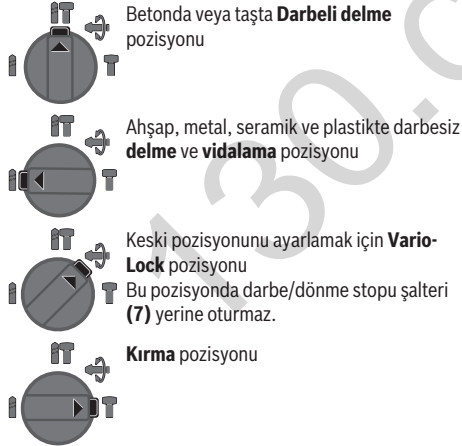 Betonda veya taşta Darbeli delme
pozisyonu
Ahşap, metal, seramik ve plastikte darbesiz
delme ve vidalama pozisyonu
Keski pozisyonunu ayarlamak için Vario-
Lock pozisyonu
Bu pozisyonda darbe/dönme stopu şalteri
(7) yerine oturmaz.
Kırma pozisyonu
130.c